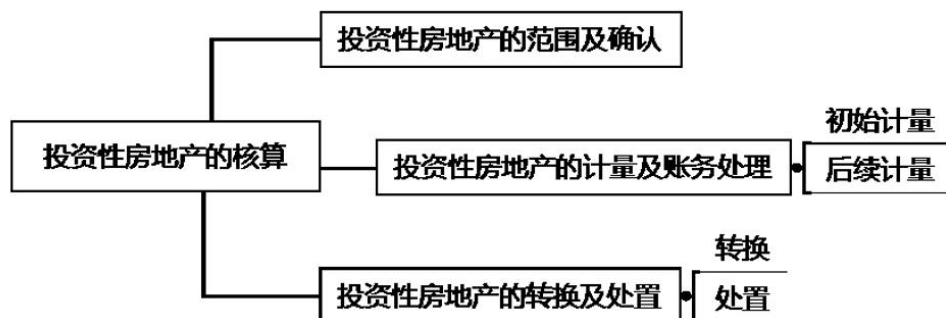 投资性房地产的范围及确认
初始计量
投资性房地产的核算
投资性房地产的计量及账务处理
后续计量
转换
投资性房地产的转换及处置
处置